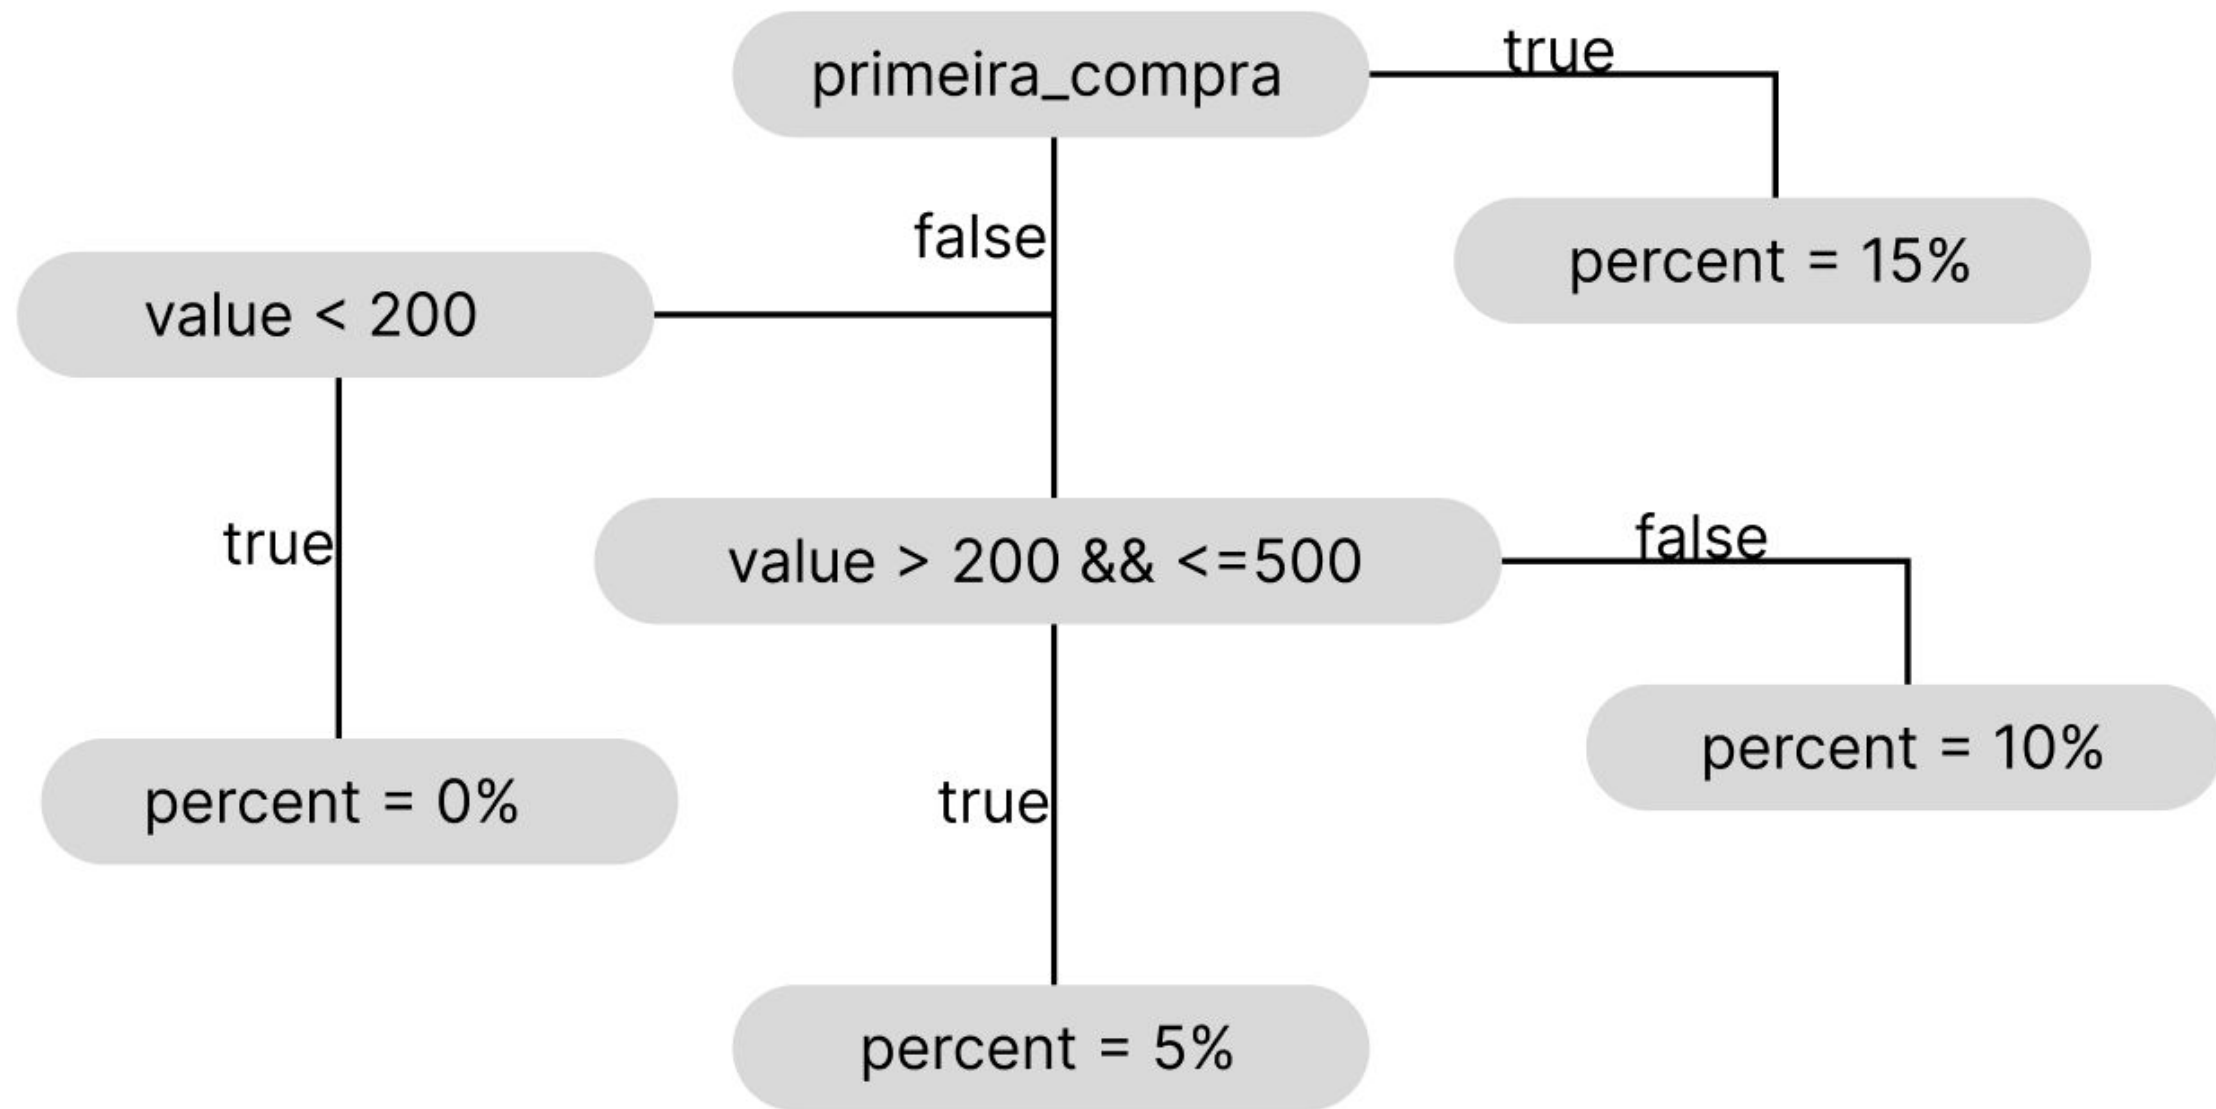 primeira_compra
true
false
percent = 15%
value < 200
true
value > 200 && <=500
false
percent = 10%
percent = 0%
true
percent = 5%